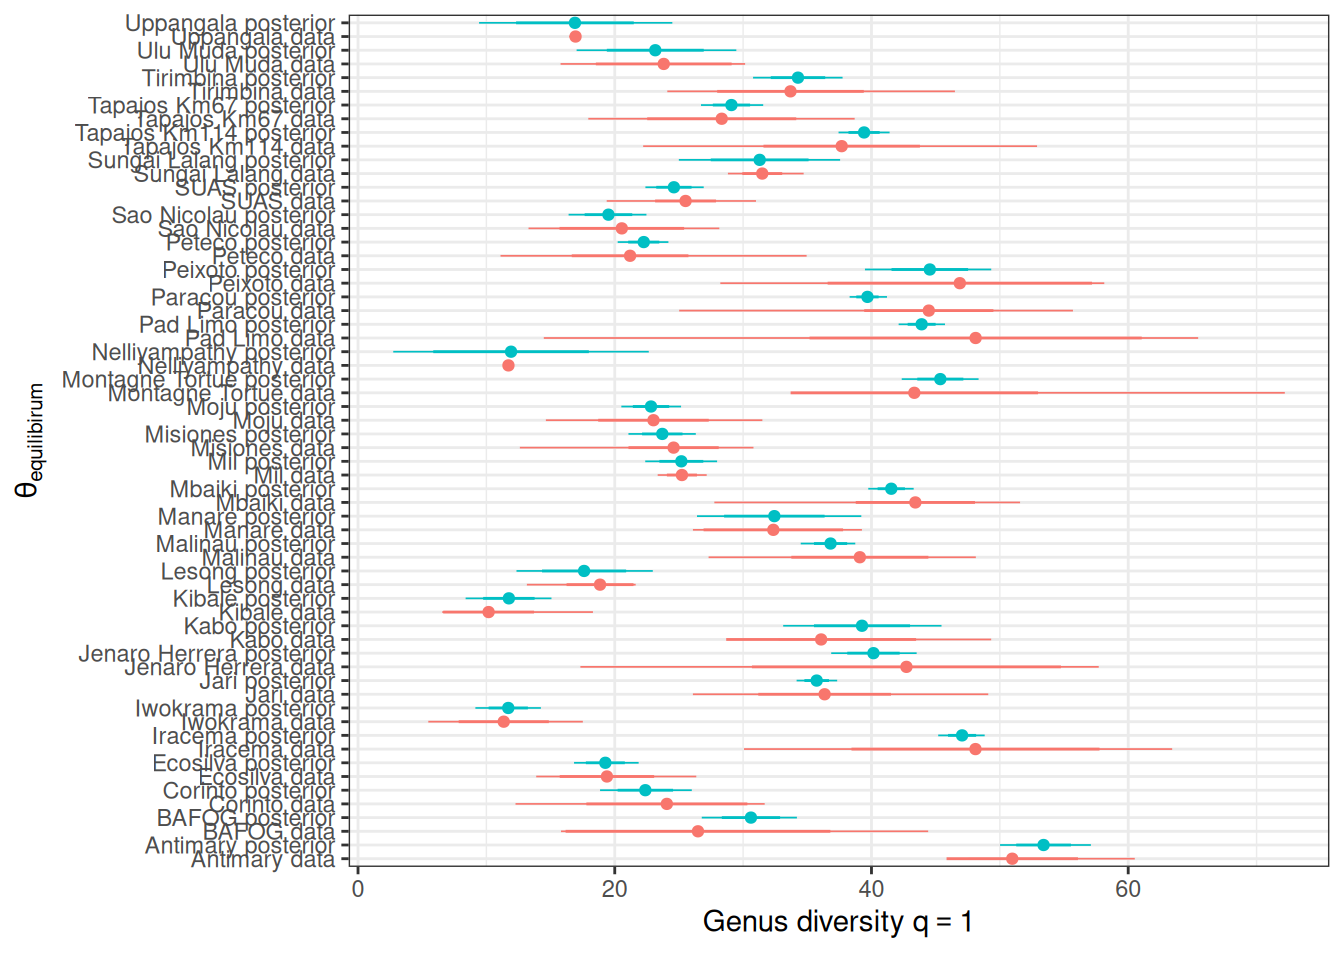 Uppangala posterior
Uppangala data
Ulu Muda posterior
Ulu Muda data
Tirimbina posterior
Tirimbina data
Tapajos Km67 posterior
Tapajos Km67 data
Tapajos Km114 posterior
Tapajos Km114 data
Sungai Lalang posterior
Sungai Lalang data
SUAS posterior
SUAS data
Sao Nicolau posterior
Sao Nicolau data
Peteco posterior
Peteco data
Peixoto posterior
Peixoto data
Paracou posterior
Paracou data
Pad Limo posterior
Pad Limo data
Nelliyampathy posterior
Nelliyampathy data
Montagne Tortue posterior
Montagne Tortue data
Moju posterior
Moju data
Misiones posterior
Misiones data
Mil posterior
Mil data
Mbaiki posterior
Mbaiki data
Manare posterior
Manare data
Malinau posterior
Malinau data
Lesong posterior
Lesong data
Kibale posterior
Kibale data
Kabo posterior
Kabo data
Jenaro Herrera posterior
Jenaro Herrera data
Jari posterior
Jari data
Iwokrama posterior
Iwokrama data
Iracema posterior
Iracema data
Ecosilva posterior
Ecosilva data
Corinto posterior
Corinto data
BAFOG posterior
BAFOG data
Antimary posterior
Antimary data
θequilibirum
0 20 40 60
Genus diversity q = 1